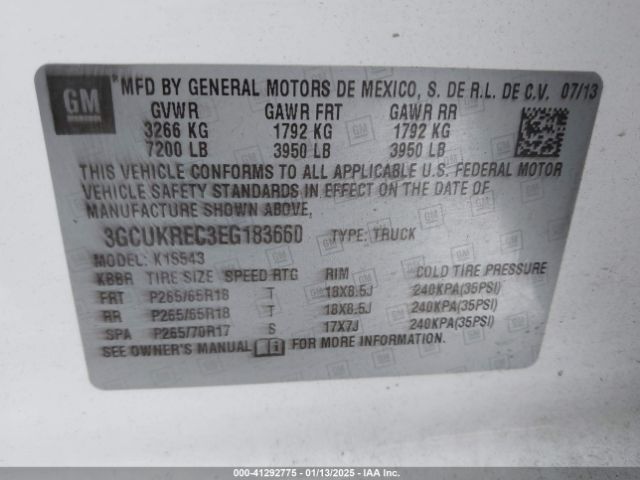 GM
MFD BY GENERAL MOTORS DE MEXICO, S. DE R.L. DE C.V. 07/13
GVWR GAWR FRT GAWR RR
3266 KG 1792 KG 1792 KG
7200 LB 3950 LB 3950 LB
THIS VEHICLE CONFORMS TO ALL APPLICABLE U.S. FEDERAL MOTOR
VEHICLE SAFETY STANDARDS IN EFFECT ON THE DATE OF
MANUFACTURE SHOWN ABOVE,
3GCUKREC3EG183660 TYPE: TRUCK
MODEL: K15543
TIRE SIZE SPEED RTG RIM COLD TIRE PRESSURE
FRT P265/65R18 T 18X8.5J 240KPA(35PSI)
RR P265/65R18 T 18X8.5J 240KPA(35PSI)
SPA P265/70R17 S 17X7J 240KPA(35PSI)
SEE OWNER'S MANUAL FOR MORE INFORMATION.
000-41292775 - 01/13/2025 - IAA Inc.